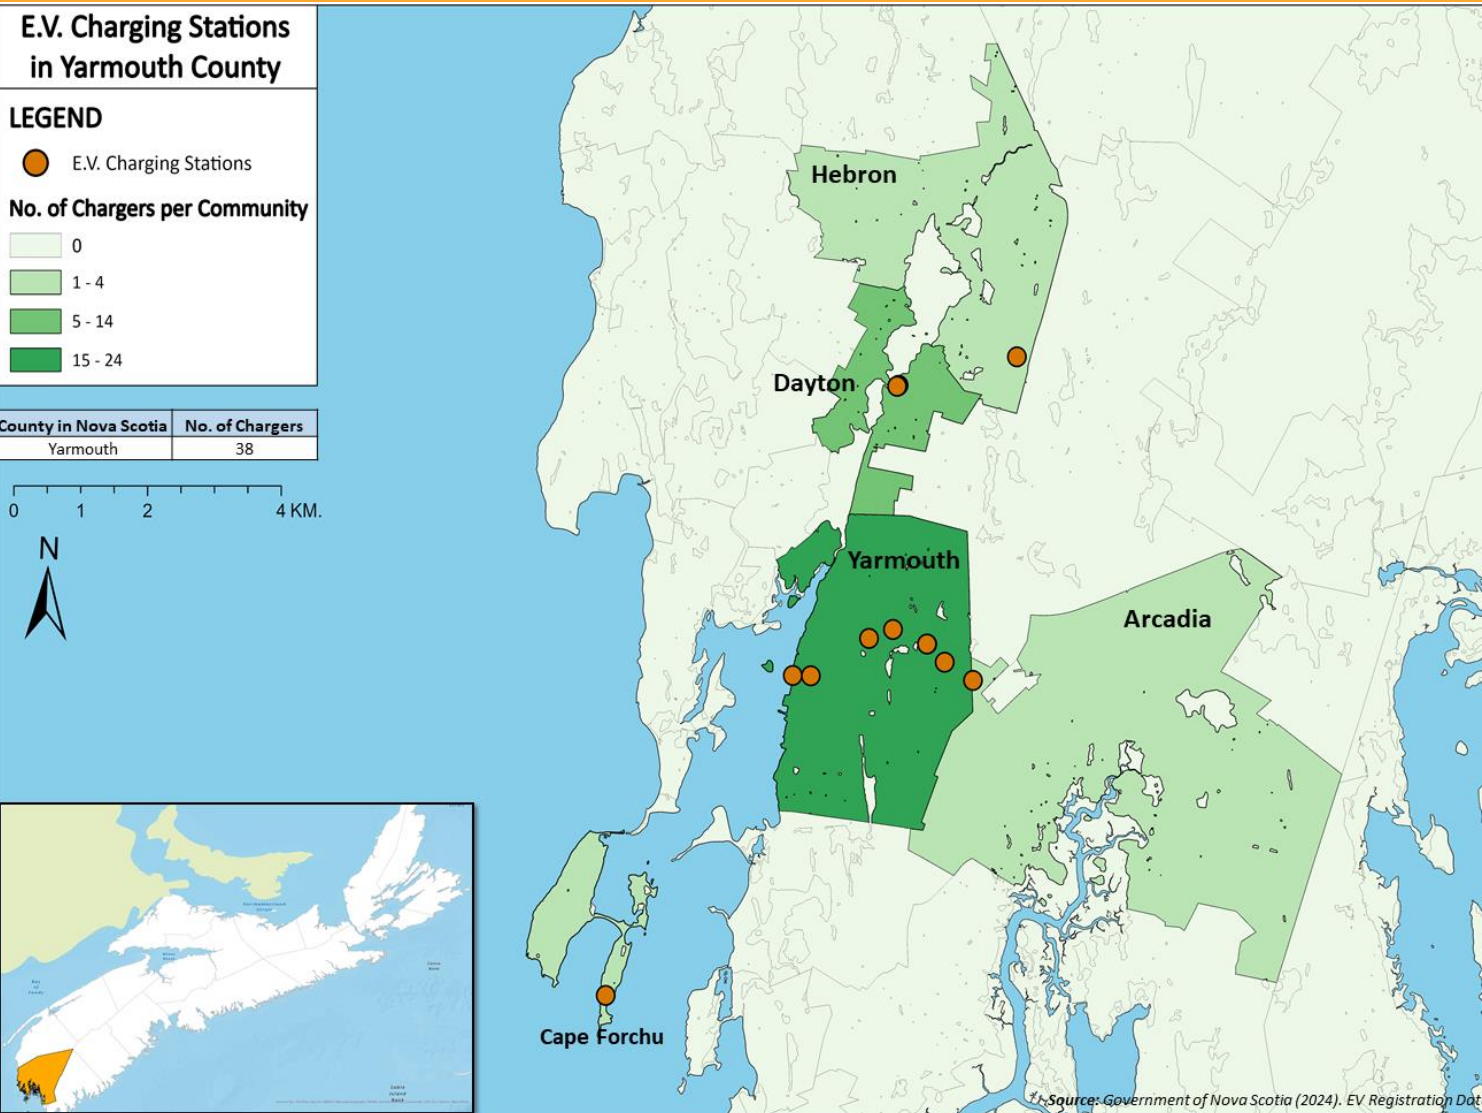 E.V. Charging Stations
in Yarmouth County
LEGEND
E.V. Charging Stations
No. of Chargers per Community
0
1 - 4
5 - 14
15 - 24
County in Nova Scotia No. of Chargers
Yarmouth 38
0 1 2 4 KM.
N
Hebron
Dayton
Yarmouth
Arcadia
Cape Forchu
Source: Government of Nova Scotia (2024). EV Registration Dat